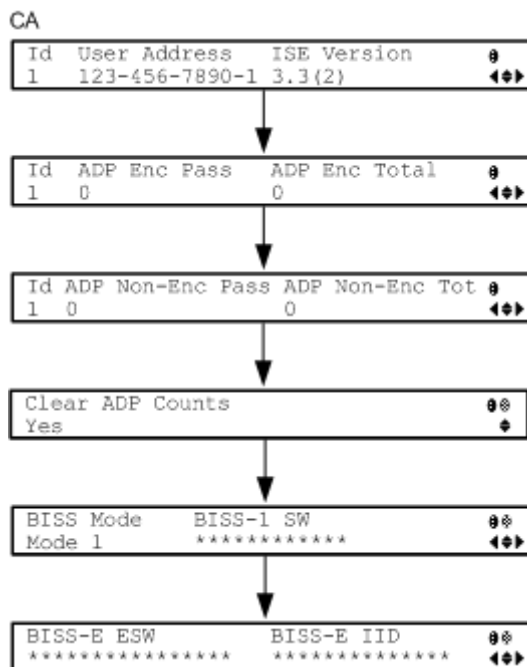 CA
Id User Address ISE Version
1 123-456-7890-1 3.3(2)
Id ADP Enc Pass ADP Enc Total
1 0 0
Id ADP Non-Enc Pass ADP Non-Enc Tot
1 0 0
Clear ADP Counts
Yes
BISS Mode BISS-1 SW
Mode 1 ************
BISS-E ESW BISS-E IID
**************** **************